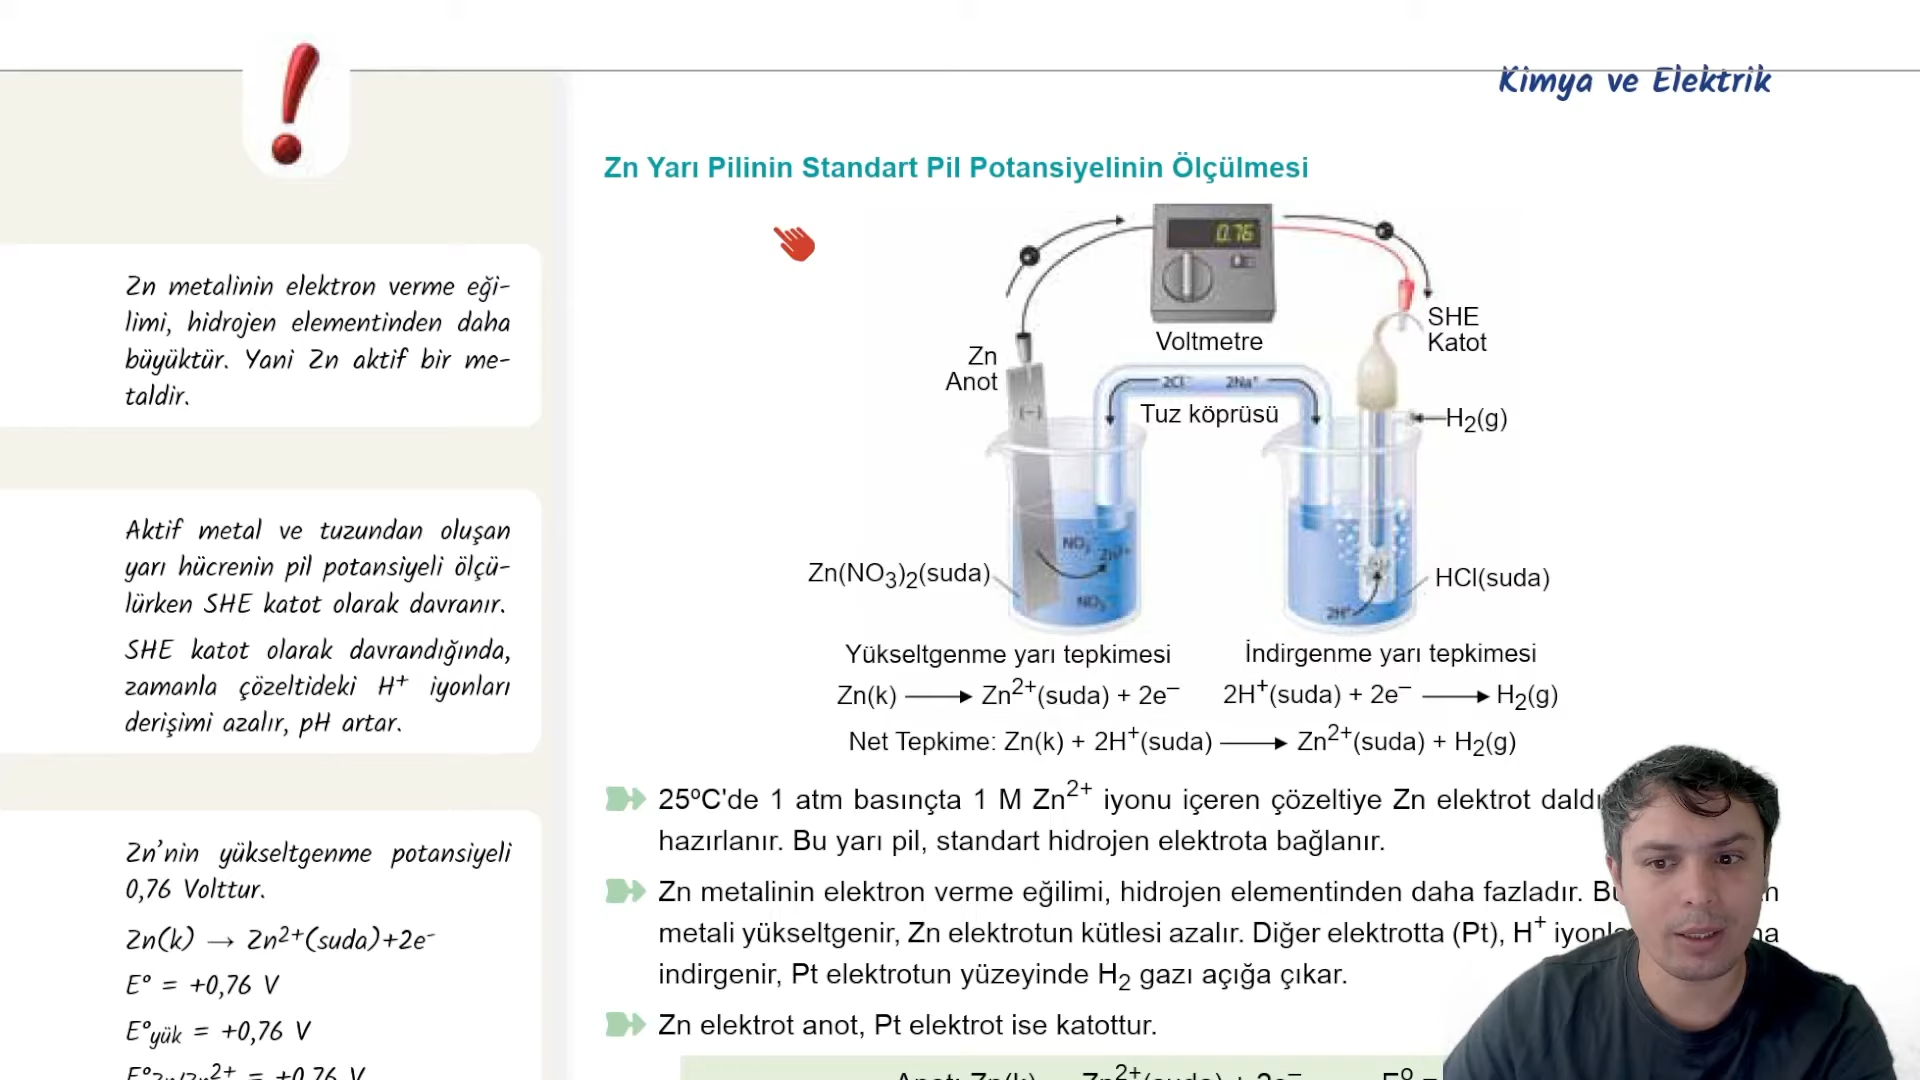 Kimya ve Elektrik
Zn metalinin elektron verme eği-
limi, hidrojen elementinden daha
büyüktür. Yani Zn aktif bir me-
taldir.
Aktif metal ve tuzundan oluşan
yarı hücrenin pil potansiyeli ölçü-
lürken SHE katot olarak davranır.
SHE katot olarak davrandığında,
zamanla çözeltideki H⁺ iyonları
derişimi azalır, pH artar.
Zn’nin yükseltgenme potansiyeli
0,76 Volttur.
Zn(k) → Zn²⁺(suda)+2e⁻
E° = +0,76 V
E°yük = +0,76 V
Zn Yarı Pilinin Standart Pil Potansiyelinin Ölçülmesi
0.76
Voltmetre
SHE
Katot
Zn
Anot
(−)
2Cl⁻ 2Na⁺
Tuz köprüsü
H₂(g)
NO₃⁻
Zn²⁺
Zn(NO₃)₂(suda)
NO₃⁻
HCl(suda)
2H⁺
Yükseltgenme yarı tepkimesi İndirgenme yarı tepkimesi
Zn(k) ⟶ Zn²⁺(suda) + 2e⁻ 2H⁺(suda) + 2e⁻ ⟶ H₂(g)
Net Tepkime: Zn(k) + 2H⁺(suda) ⟶ Zn²⁺(suda) + H₂(g)
25ºC'de 1 atm basınçta 1 M Zn²⁺ iyonu içeren çözeltiye Zn elektrot
hazırlanır. Bu yarı pil, standart hidrojen elektrota bağlanır.
Zn metalinin elektron verme eğilimi, hidrojen elementinden daha fazladır.
metali yükseltgenir, Zn elektrotun kütlesi azalır. Diğer elektrotta (Pt), H⁺
indirgenir, Pt elektrotun yüzeyinde H₂ gazı açığa çıkar.
Zn elektrot anot, Pt elektrot ise katottur.